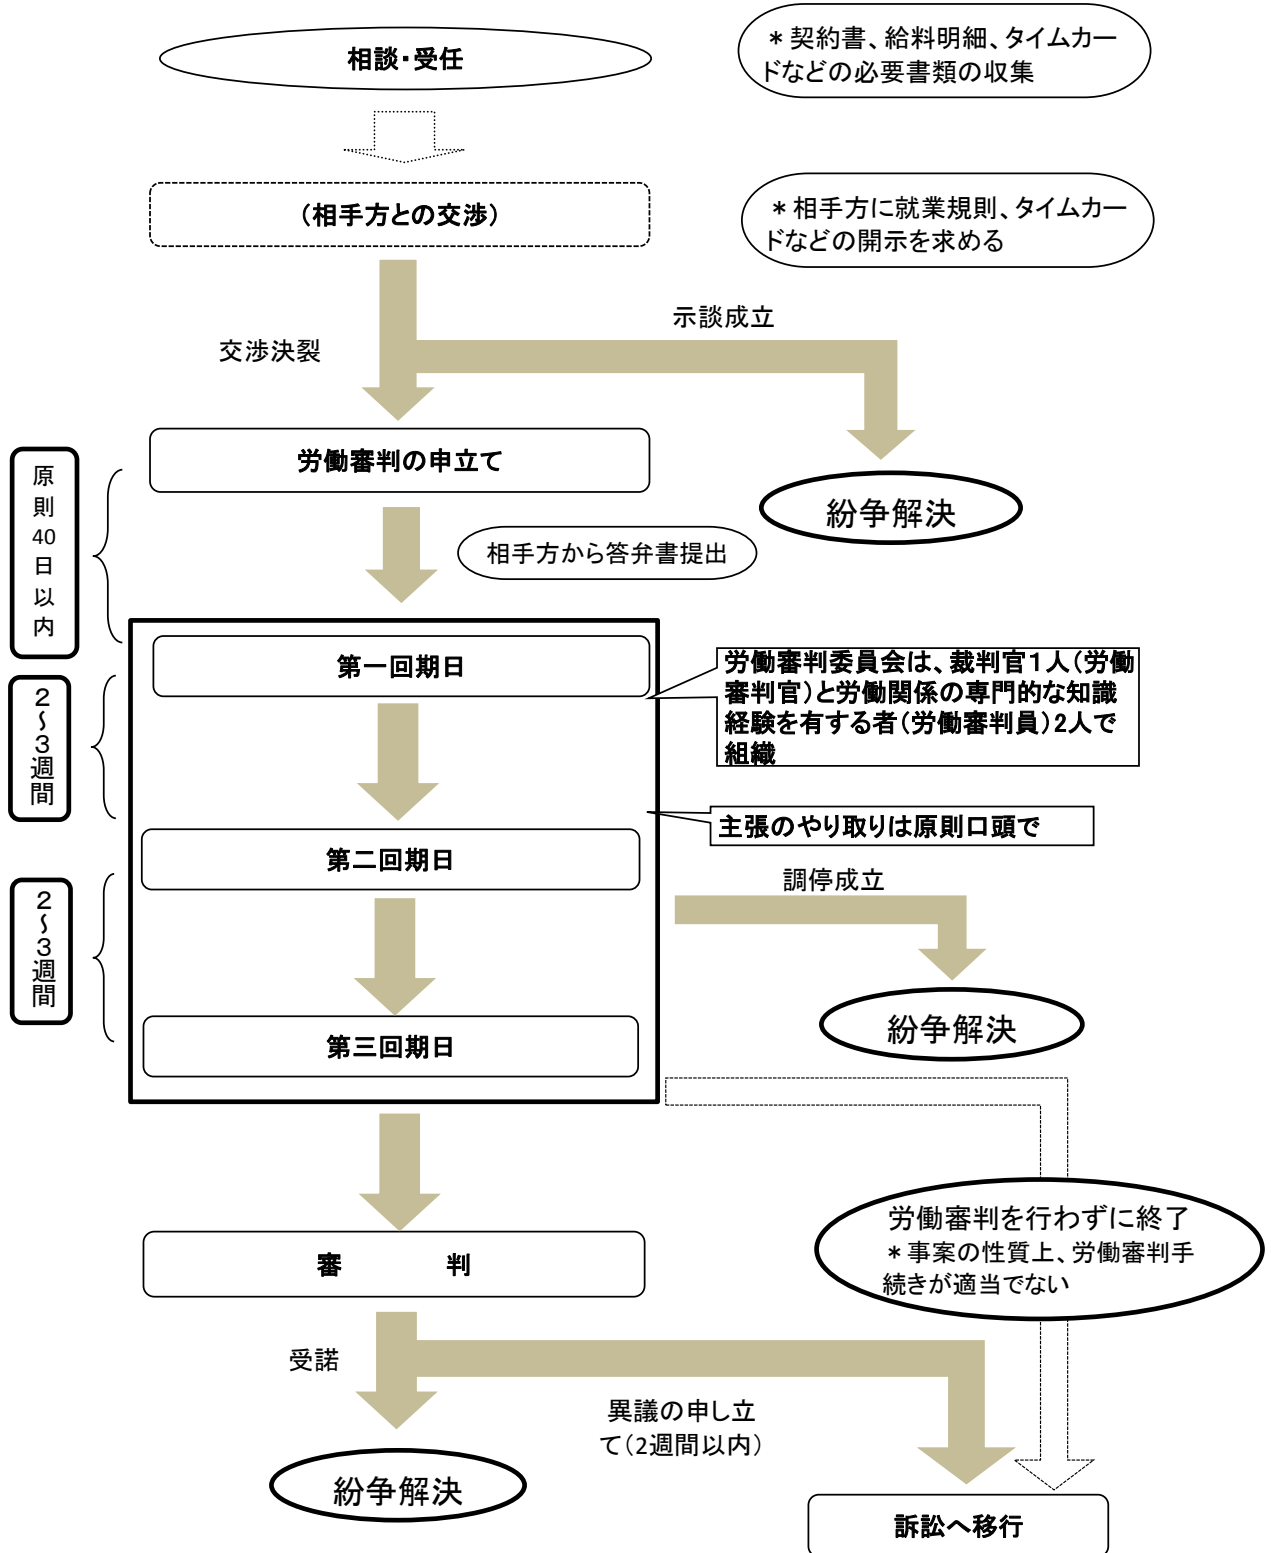 相談・受任
＊契約書、給料明細、タイムカー
ドなどの必要書類の収集
（相手方との交渉）
＊相手方に就業規則、タイムカー
ドなどの開示を求める
示談成立
交渉決裂
労働審判の申立て
紛争解決
原則40日以内
相手方から答弁書提出
第一回期日
労働審判委員会は、裁判官１人（労働
審判官）と労働関係の専門的な知識
経験を有する者（労働審判員）2人で
組織
２～３週間
主張のやり取りは原則口頭で
第二回期日
調停成立
２～３週間
紛争解決
第三回期日
労働審判を行わずに終了
＊事案の性質上、労働審判手
続きが適当でない
審　　　　判
受諾
異議の申し立
て（2週間以内）
紛争解決
訴訟へ移行